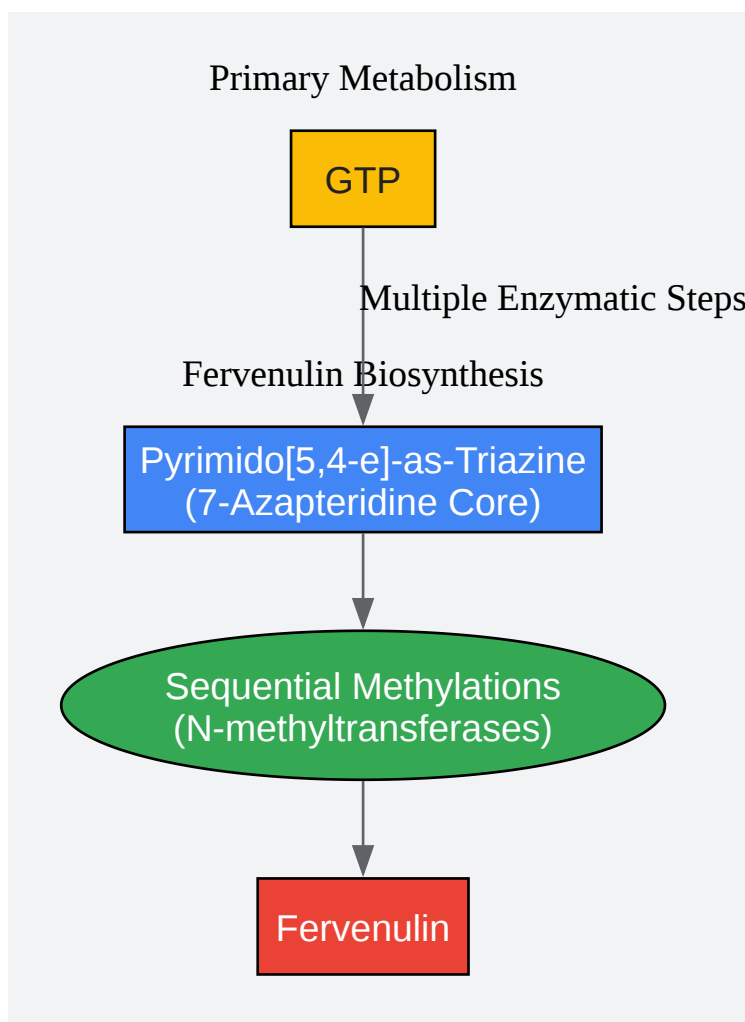 Primary Metabolism
GTP
Multiple Enzymatic Steps
Fervenulin Biosynthesis
Pyrimido[5,4-e]-as-Triazine
(7-Azapteridine Core)
Sequential Methylations
(N-methyltransferases)
Fervenulin